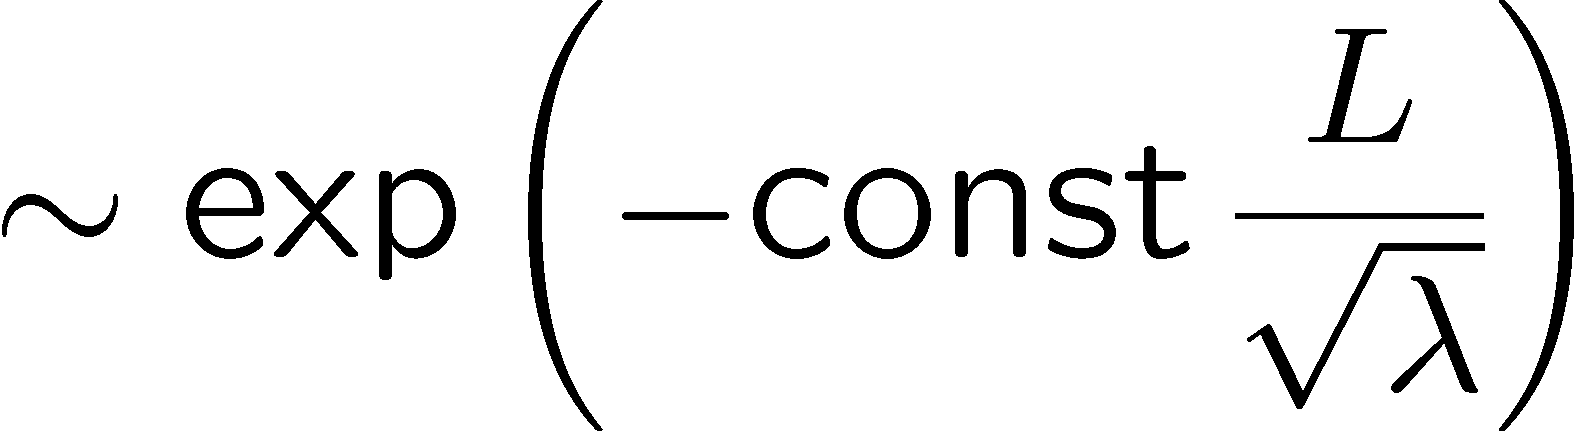 ∼ exp (−const L/√λ)